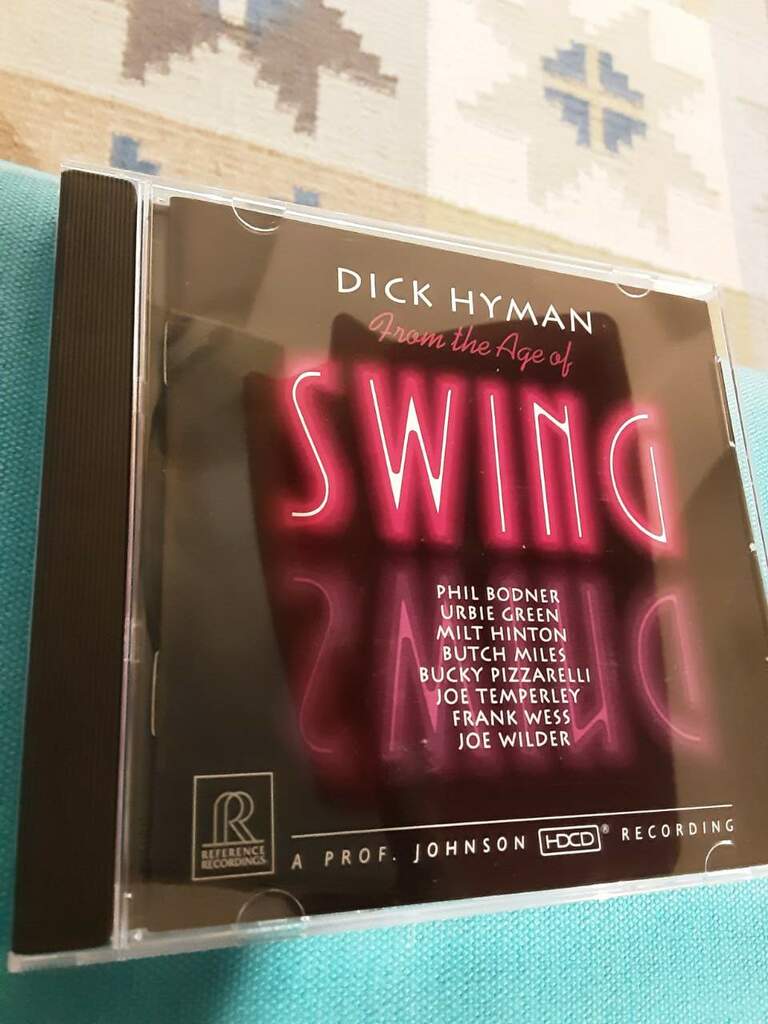 DICK HYMAN
From the Age of
SWING
PHIL BODNER
URBIE GREEN
MILT HINTON
BUTCH MILES
BUCKY PIZZARELLI
JOE TEMPERLEY
FRANK WESS
JOE WILDER
R
REFERENCE
RECORDINGS
A PROF. JOHNSON HDCD® RECORDING